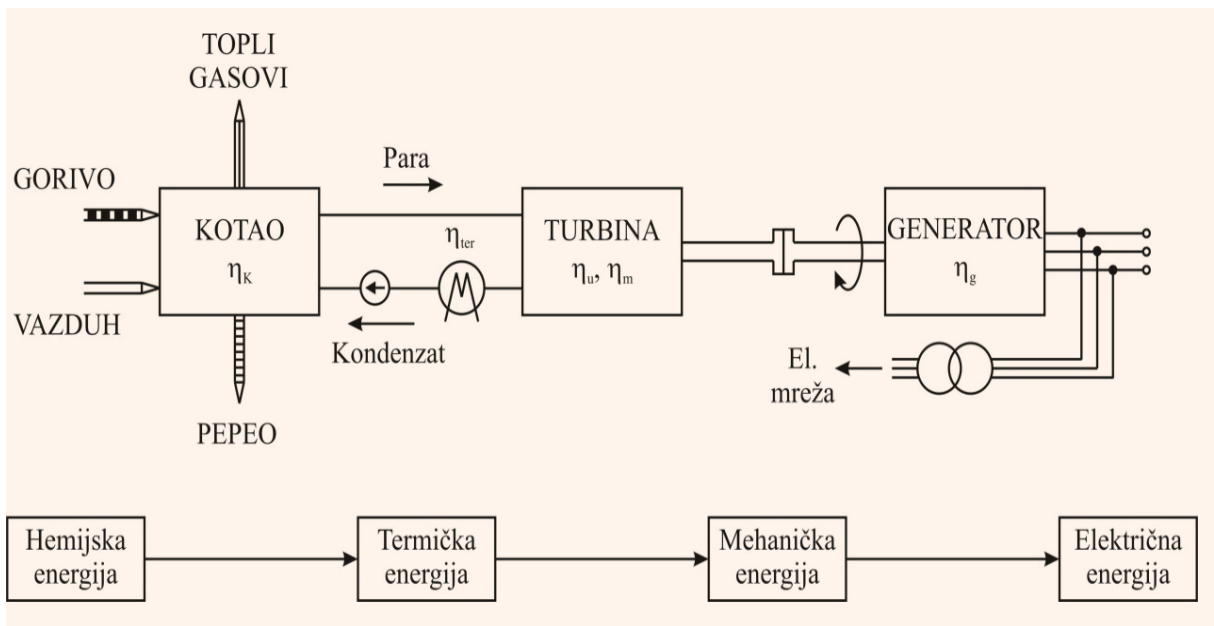 TOPLI
GASOVI
GORIVO
Para
KOTAO
ηK
ηter
TURBINA
ηu, ηm
GENERATOR
ηg
VAZDUH
Kondenzat
El.
mreža
PEPEO
Hemijska
energija
Termička
energija
Mehanička
energija
Električna
energija